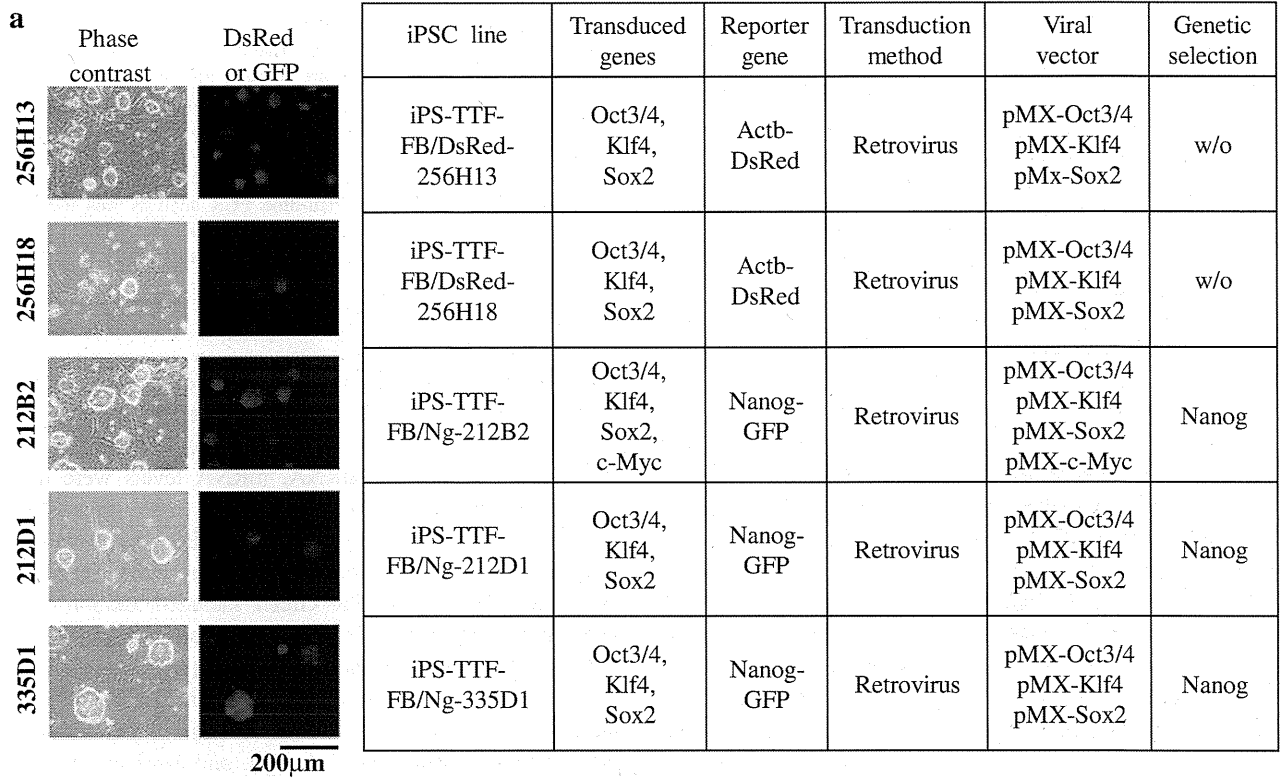 a
Phase
contrast
DsRed
or GFP
iPSC line
Transduced
genes
Reporter
gene
Transduction
method
Viral
vector
Genetic
selection
256H13
iPS-TTF-
FB/DsRed-
256H13
Oct3/4,
Klf4,
Sox2
Actb-
DsRed
Retrovirus
pMX-Oct3/4
pMX-Klf4
pMx-Sox2
w/o
256H18
iPS-TTF-
FB/DsRed-
256H18
Oct3/4,
Klf4,
Sox2
Actb-
DsRed
Retrovirus
pMX-Oct3/4
pMX-Klf4
pMX-Sox2
w/o
212B2
iPS-TTF-
FB/Ng-212B2
Oct3/4,
Klf4,
Sox2,
c-Myc
Nanog-
GFP
Retrovirus
pMX-Oct3/4
pMX-Klf4
pMX-Sox2
pMX-c-Myc
Nanog
212D1
iPS-TTF-
FB/Ng-212D1
Oct3/4,
Klf4,
Sox2
Nanog-
GFP
Retrovirus
pMX-Oct3/4
pMX-Klf4
pMX-Sox2
Nanog
335D1
iPS-TTF-
FB/Ng-335D1
Oct3/4,
Klf4,
Sox2
Nanog-
GFP
Retrovirus
pMX-Oct3/4
pMX-Klf4
pMX-Sox2
Nanog
200μm